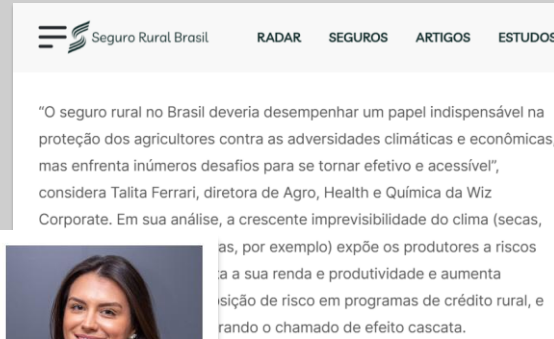 Seguro Rural Brasil RADAR SEGUROS ARTIGOS ESTUDOS
“O seguro rural no Brasil deveria desempenhar um papel indispensável na
proteção dos agricultores contra as adversidades climáticas e econômicas,
mas enfrenta inúmeros desafios para se tornar efetivo e acessível”,
considera Talita Ferrari, diretora de Agro, Health e Química da Wiz
Corporate. Em sua análise, a crescente imprevisibilidade do clima (secas,
por exemplo) expõe os produtores a riscos
a sua renda e produtividade e aumenta
de risco em programas de crédito rural, e
o chamado de efeito cascata.